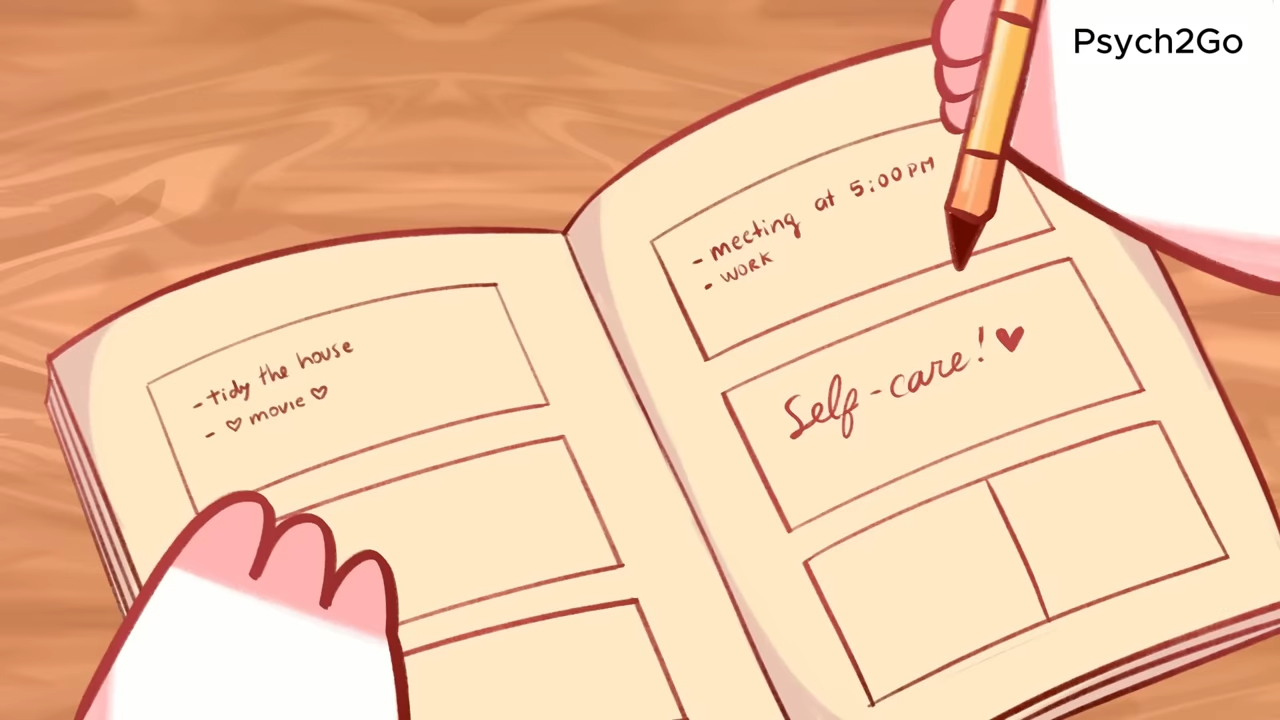 Psych2Go
- tidy the house
- ♡ movie ♡
- meeting at 5:00PM
- WORK
Self-care! ♥